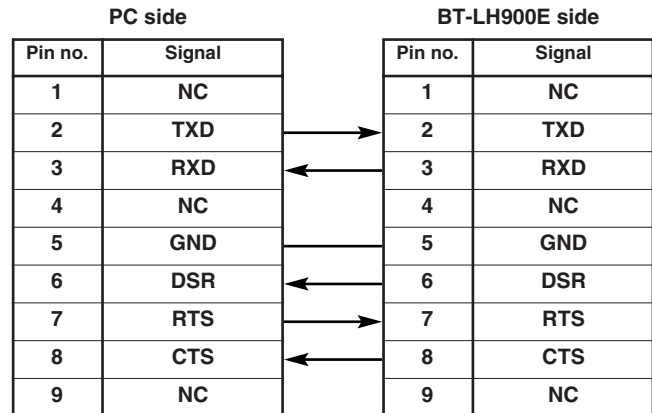 PC side BT-LH900E side
Pin no. Signal Pin no. Signal
1 NC 1 NC
2 TXD 2 TXD
3 RXD 3 RXD
4 NC 4 NC
5 GND 5 GND
6 DSR 6 DSR
7 RTS 7 RTS
8 CTS 8 CTS
9 NC 9 NC